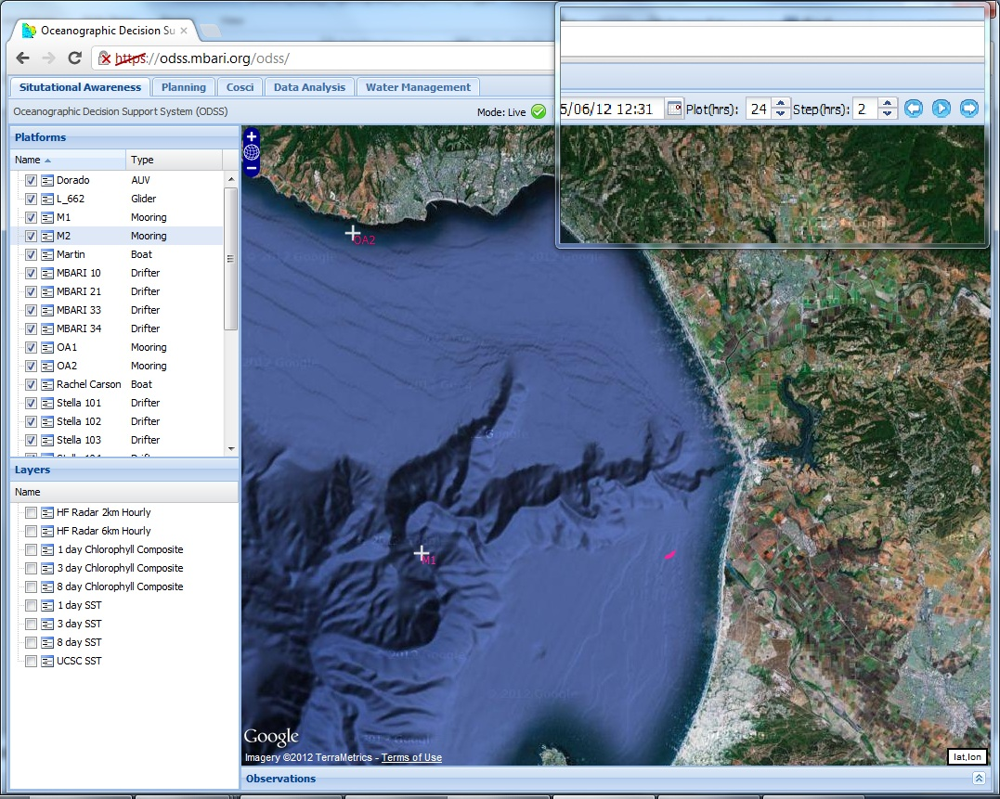 Oceanographic Decision Su
https://odss.mbari.org/odss/
Situtational Awareness Planning Cosci Data Analysis Water Management
Oceanographic Decision Support System (ODSS) Mode: Live
5/06/12 12:31 Plot(hrs): 24 Step(hrs): 2
Platforms
Name Type
Dorado AUV
L_662 Glider
M1 Mooring
M2 Mooring
Martin Boat
MBARI 10 Drifter
MBARI 21 Drifter
MBARI 33 Drifter
MBARI 34 Drifter
OA1 Mooring
OA2 Mooring
Rachel Carson Boat
Stella 101 Drifter
Stella 102 Drifter
Stella 103 Drifter
Layers
Name
HF Radar 2km Hourly
HF Radar 6km Hourly
1 day Chlorophyll Composite
3 day Chlorophyll Composite
8 day Chlorophyll Composite
1 day SST
3 day SST
8 day SST
UCSC SST
OA2
M1
Google
Imagery ©2012 TerraMetrics - Terms of Use
lat,lon
Observations